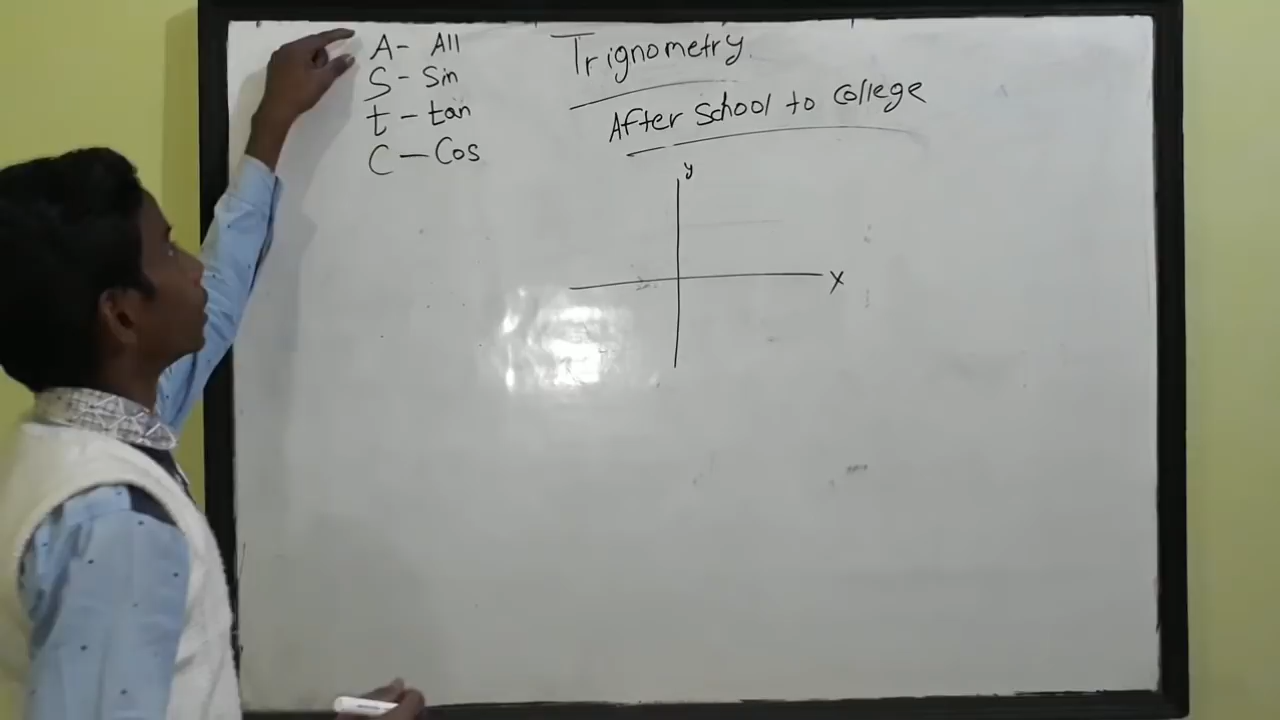 A- All
S - Sin
t - tan
C - Cos
Trignometry
After School to College
y
X